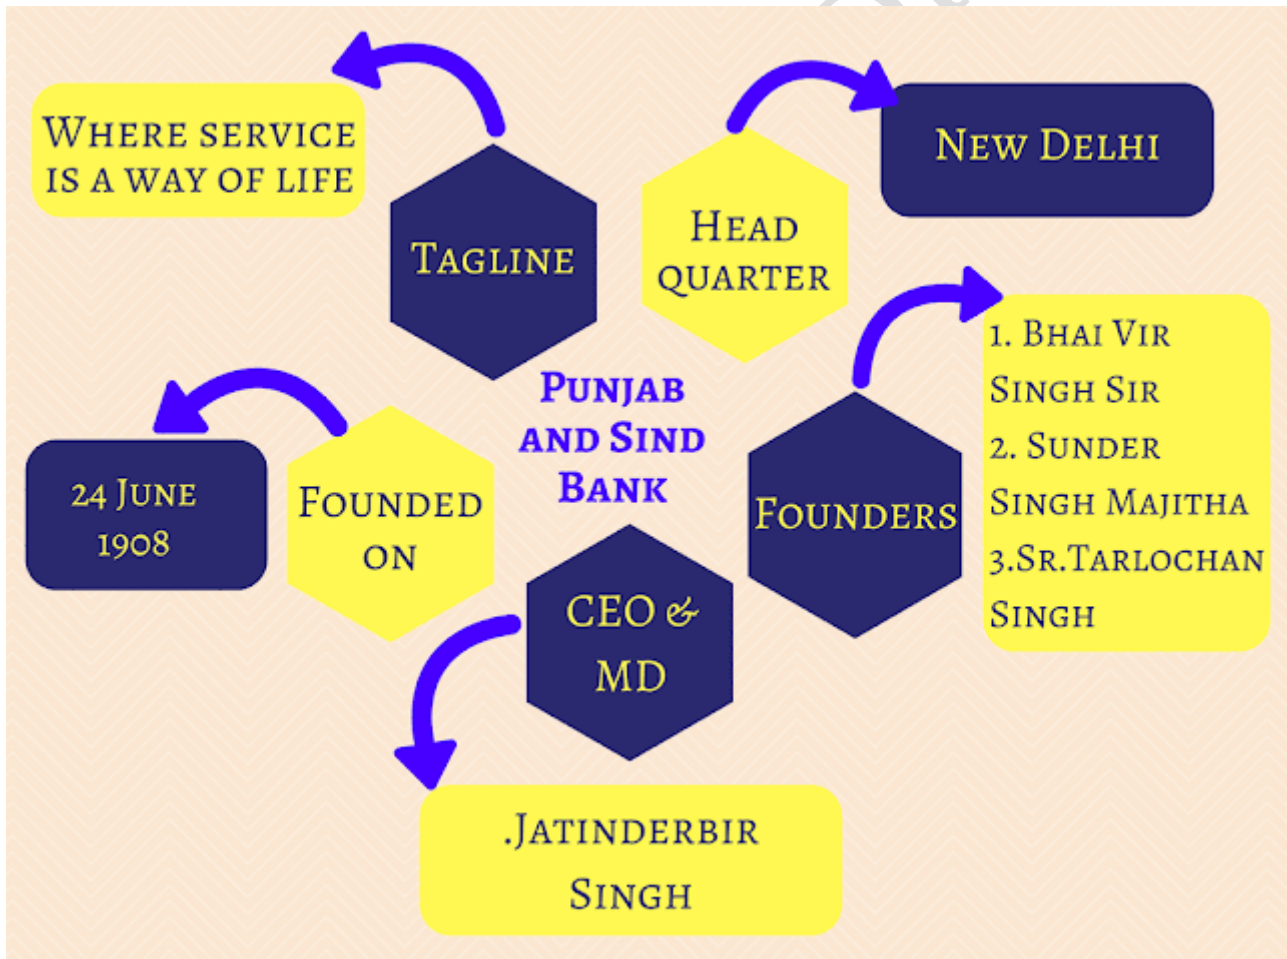 Where service
is a way of life
Tagline
Head
quarter
New Delhi
Punjab
and Sind
Bank
24 June
1908
Founded
on
Founders
1. Bhai Vir
Singh Sir
2. Sunder
Singh Majitha
3.Sr.Tarlochan
Singh
CEO &
MD
.Jatinderbir
Singh